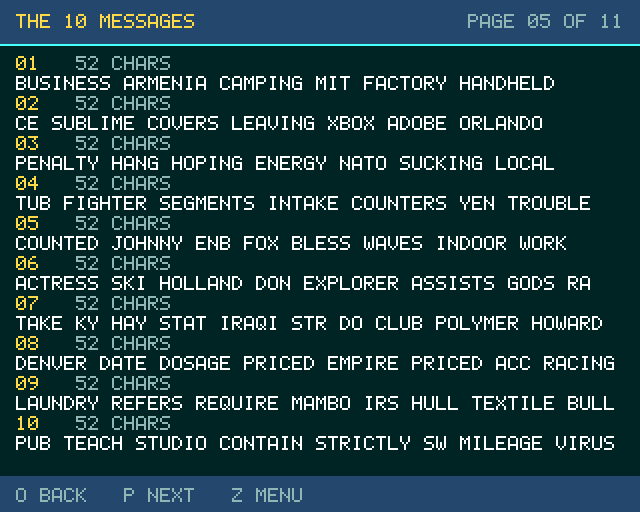 THE 10 MESSAGES PAGE 05 OF 11
01 52 CHARS
BUSINESS ARMENIA CAMPING MIT FACTORY HANDHELD
02 52 CHARS
CE SUBLIME COVERS LEAVING XBOX ADOBE ORLANDO
03 52 CHARS
PENALTY HANG HOPING ENERGY NATO SUCKING LOCAL
04 52 CHARS
TUB FIGHTER SEGMENTS INTAKE COUNTERS YEN TROUBLE
05 52 CHARS
COUNTED JOHNNY ENB FOX BLESS WAVES INDOOR WORK
06 52 CHARS
ACTRESS SKI HOLLAND DON EXPLORER ASSISTS GODS RA
07 52 CHARS
TAKE KY HAY STAT IRAQI STR DO CLUB POLYMER HOWARD
08 52 CHARS
DENVER DATE DOSAGE PRICED EMPIRE PRICED ACC RACING
09 52 CHARS
LAUNDRY REFERS REQUIRE MAMBO IRS HULL TEXTILE BULL
10 52 CHARS
PUB TEACH STUDIO CONTAIN STRICTLY SW MILEAGE VIRUS
O BACK P NEXT Z MENU